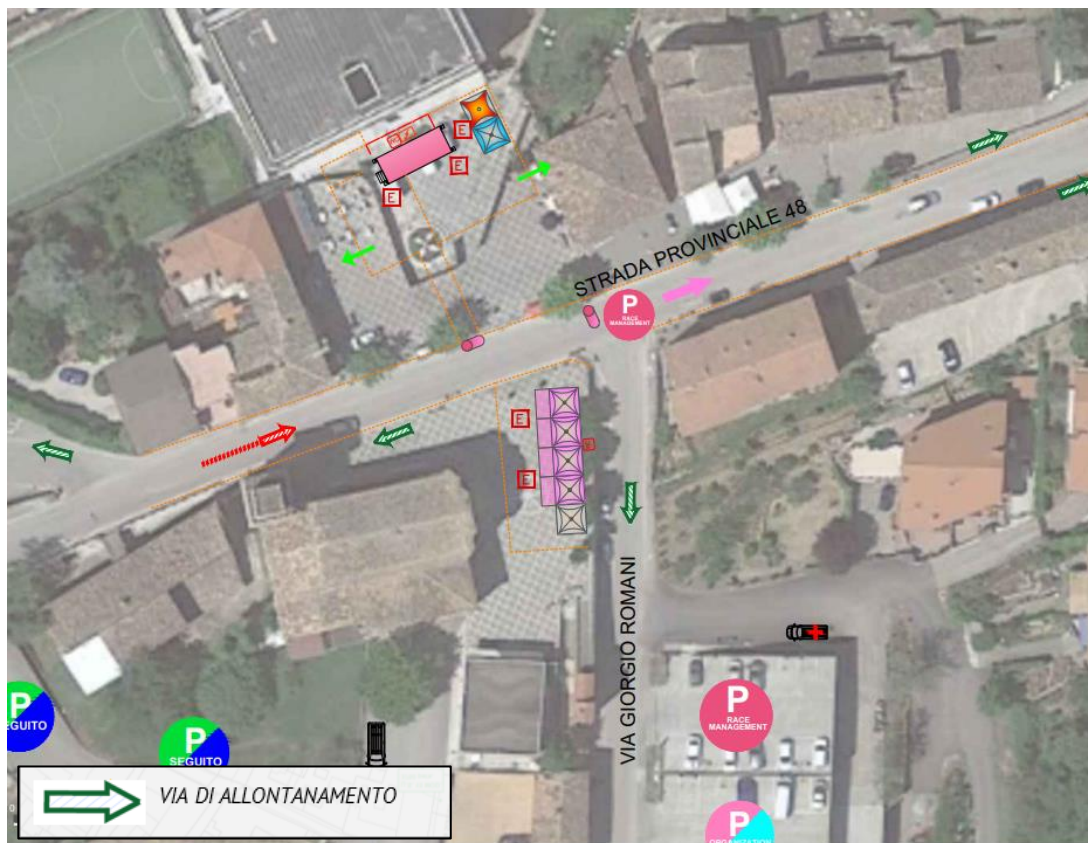 E
E
E
STRADA PROVINCIALE 48
P
RACE
MANAGEMENT
E
E
VIA GIORGIO ROMANI
P
RACE
MANAGEMENT
P
SEGUITO
P
SEGUITO
P
VIA DI ALLONTANAMENTO